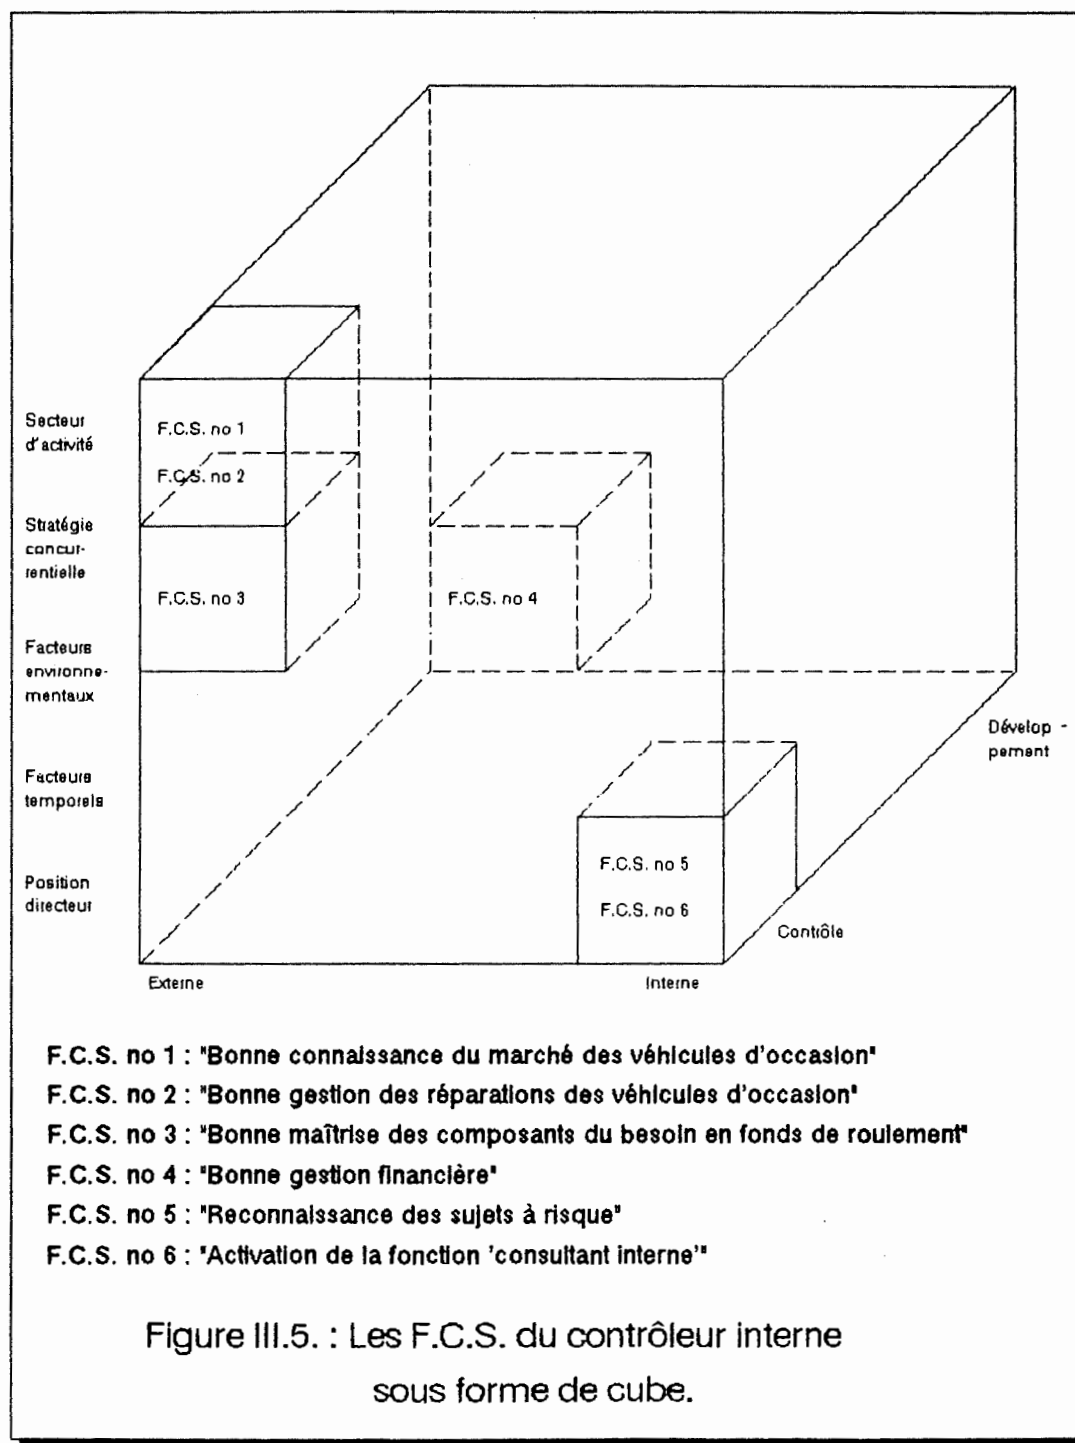 Secteur
d'activité
F.C.S. no 1
F.C.S. no 2
Stratégie
concur-
rentielle
F.C.S. no 3
F.C.S. no 4
Facteurs
environne-
mentaux
Dévelop -
pement
Facteurs
temporels
F.C.S. no 5
Position
directeur
F.C.S. no 6
Contrôle
Externe
Interne
F.C.S. no 1 : "Bonne connaissance du marché des véhicules d'occasion"
F.C.S. no 2 : "Bonne gestion des réparations des véhicules d'occasion"
F.C.S. no 3 : "Bonne maîtrise des composants du besoin en fonds de roulement"
F.C.S. no 4 : "Bonne gestion financière"
F.C.S. no 5 : "Reconnaissance des sujets à risque"
F.C.S. no 6 : "Activation de la fonction 'consultant interne'"
Figure III.5. : Les F.C.S. du contrôleur interne
sous forme de cube.